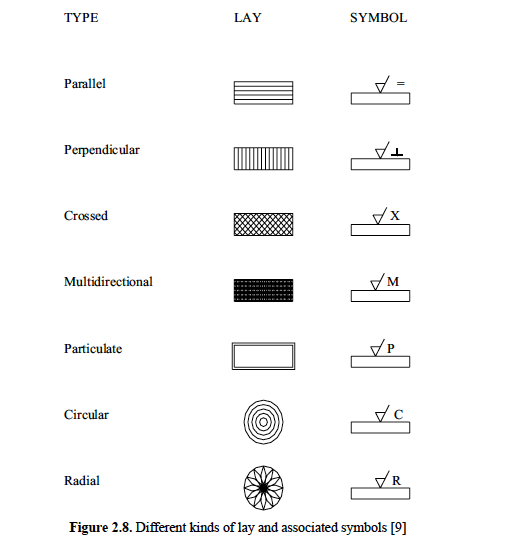 TYPE LAY SYMBOL
Parallel =
Perpendicular ⊥
Crossed X
Multidirectional M
Particulate P
Circular C
Radial R
Figure 2.8. Different kinds of lay and associated symbols [9]